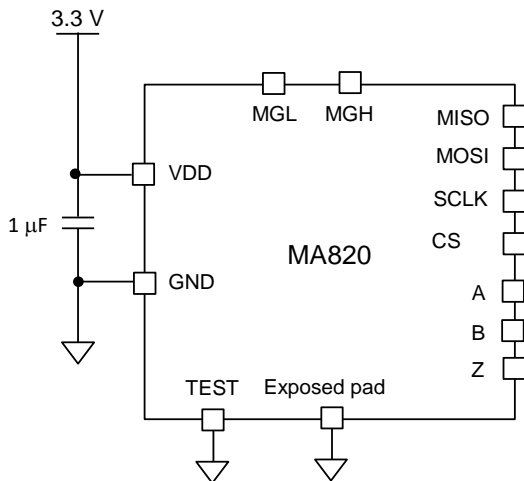 3.3 V
MGL
MGH
MISO
MOSI
VDD
SCLK
1 μF
CS
MA820
GND
A
B
Z
TEST
Exposed pad